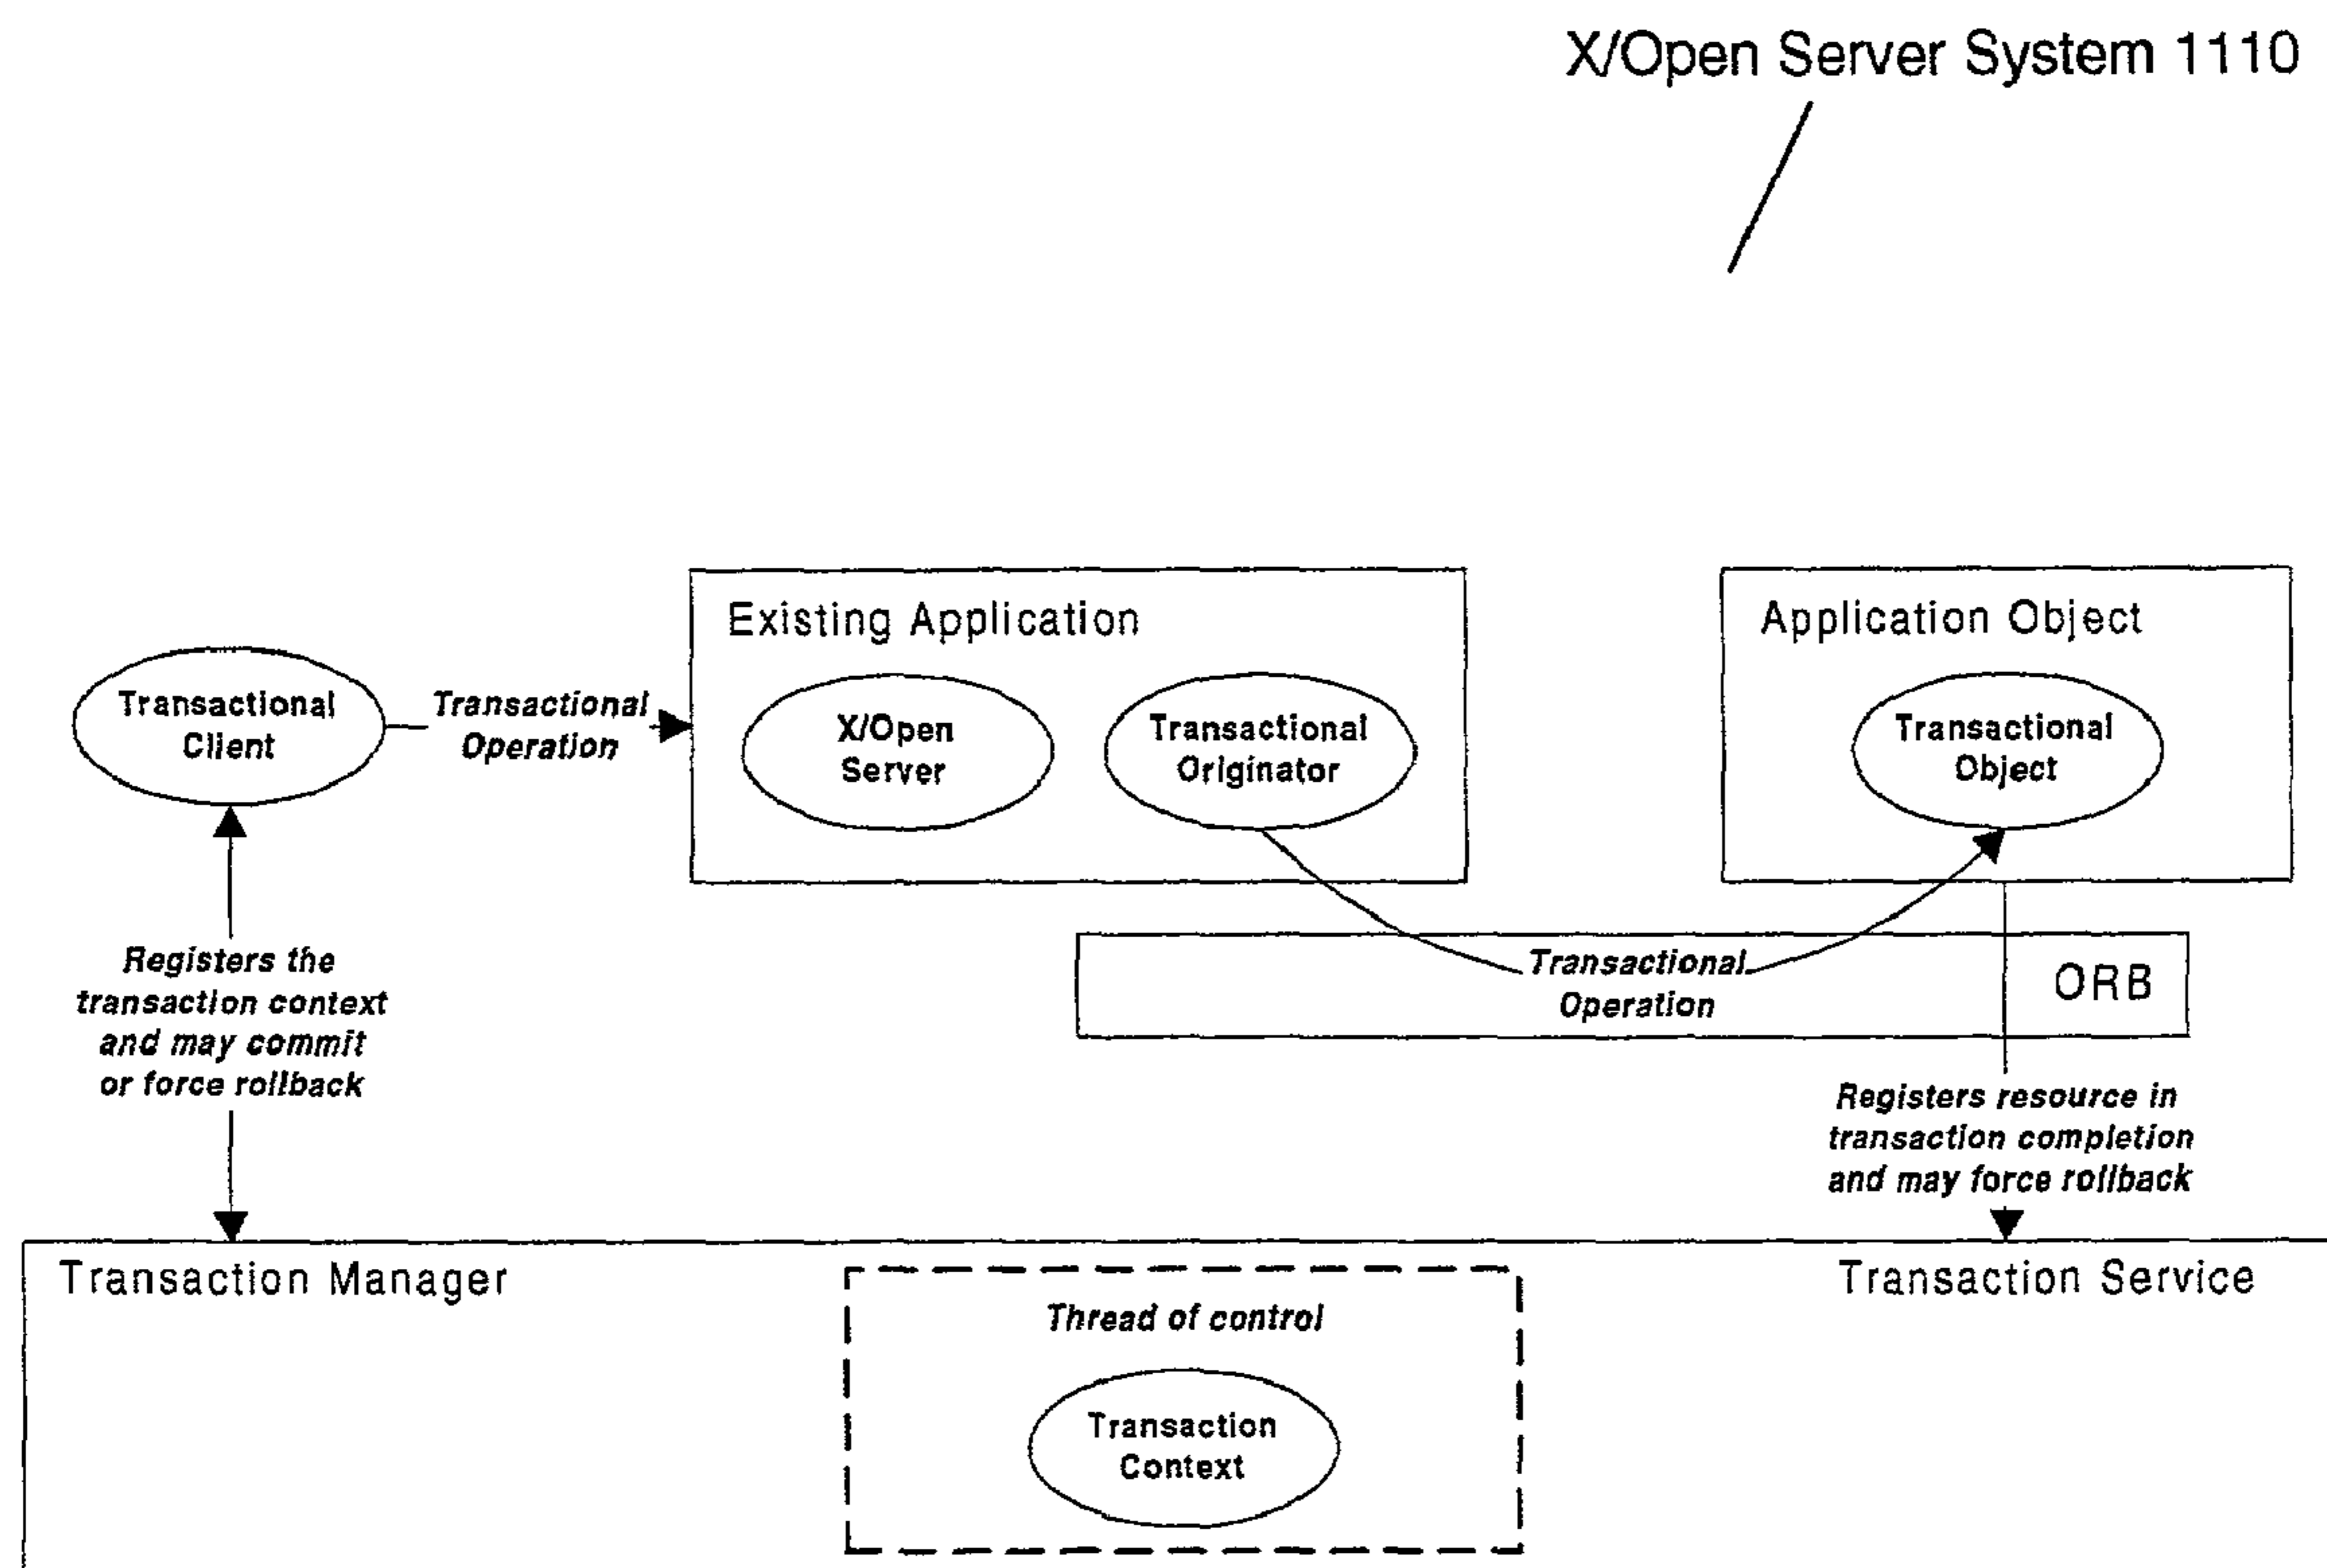 X/Open Server System 1110
Existing Application
Application Object
Transactional
Client
Transactional
Operation
X/Open
Server
Transactional
Originator
Transactional
Object
Registers the
transaction context
and may commit
or force rollback
Transactional
Operation
ORB
Registers resource in
transaction completion
and may force rollback
Transaction Manager
Transaction Service
Thread of control
Transaction
Context